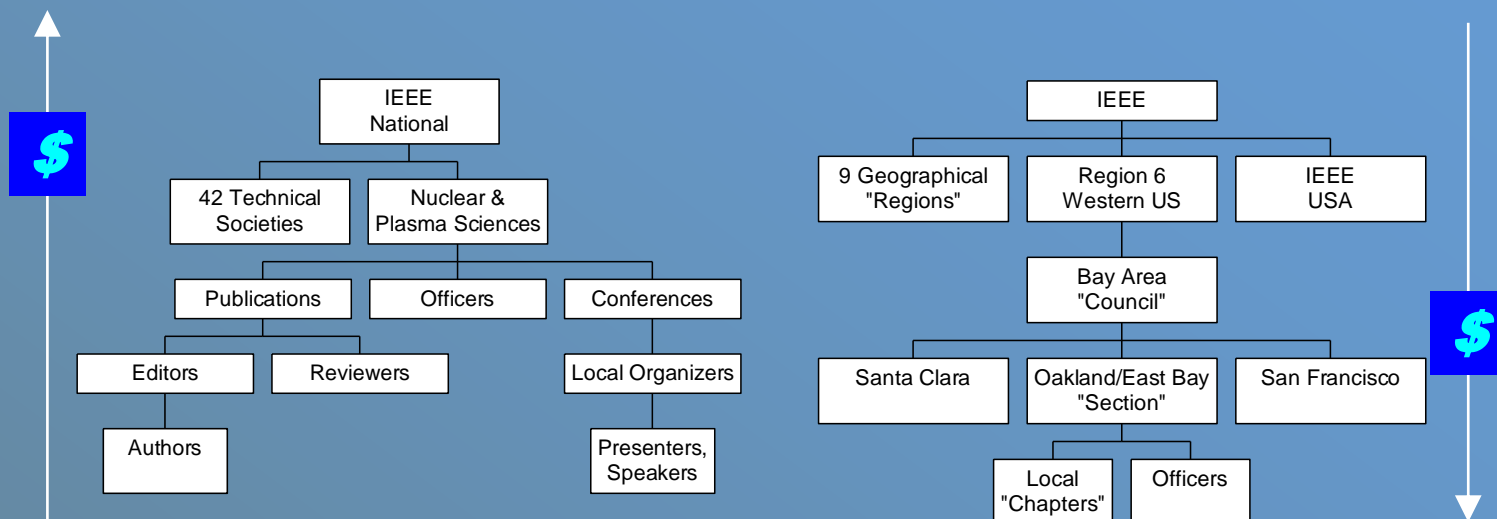 $
IEEE
National
42 Technical
Societies
Nuclear &
Plasma Sciences
Publications
Officers
Conferences
Editors
Reviewers
Local Organizers
Authors
Presenters,
Speakers
IEEE
9 Geographical
"Regions"
Region 6
Western US
IEEE
USA
Bay Area
"Council"
Santa Clara
Oakland/East Bay
"Section"
San Francisco
Local
"Chapters"
Officers
$